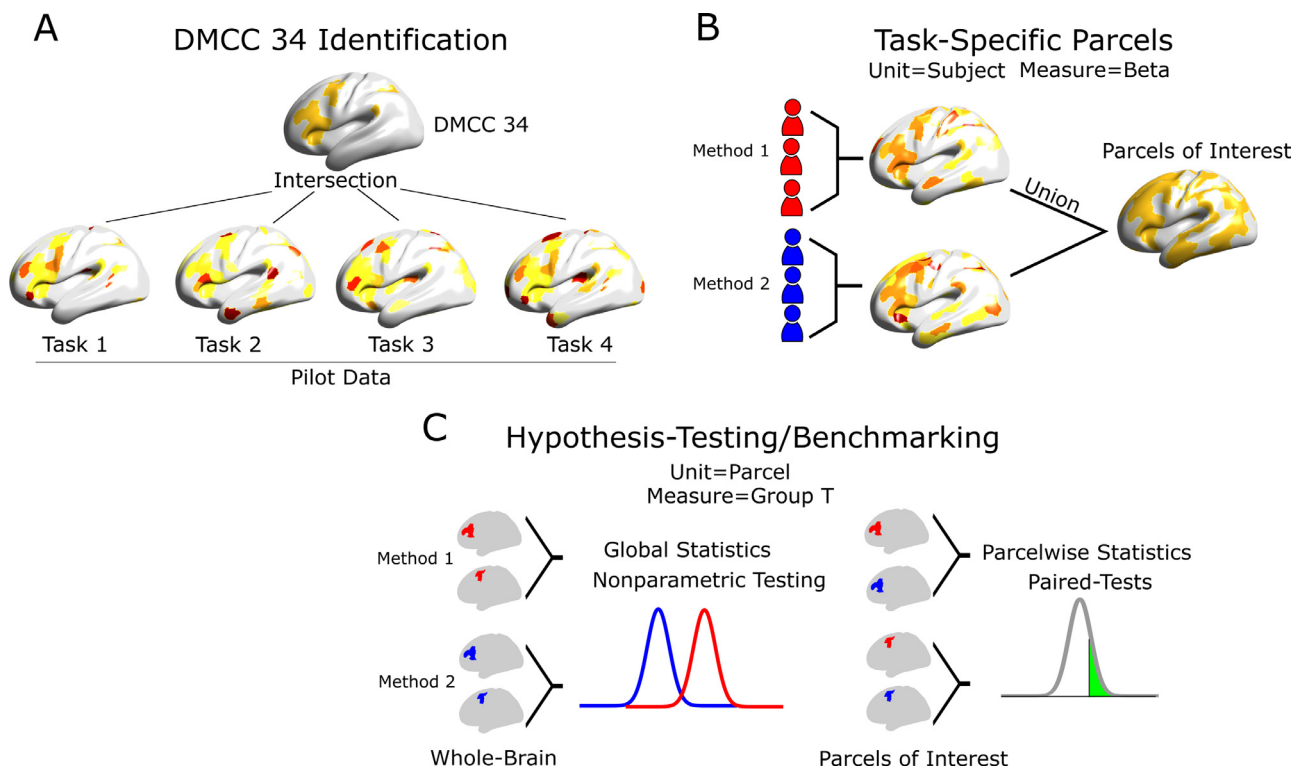 A
DMCC 34 Identification
DMCC 34
Intersection
Task 1
Task 2
Task 3
Task 4
Pilot Data
B
Task-Specific Parcels
Unit=Subject Measure=Beta
Method 1
Method 2
Union
Parcels of Interest
C
Hypothesis-Testing/Benchmarking
Unit=Parcel
Measure=Group T
Method 1
Method 2
Whole-Brain
Global Statistics
Nonparametric Testing
Parcelwise Statistics
Paired-Tests
Parcels of Interest